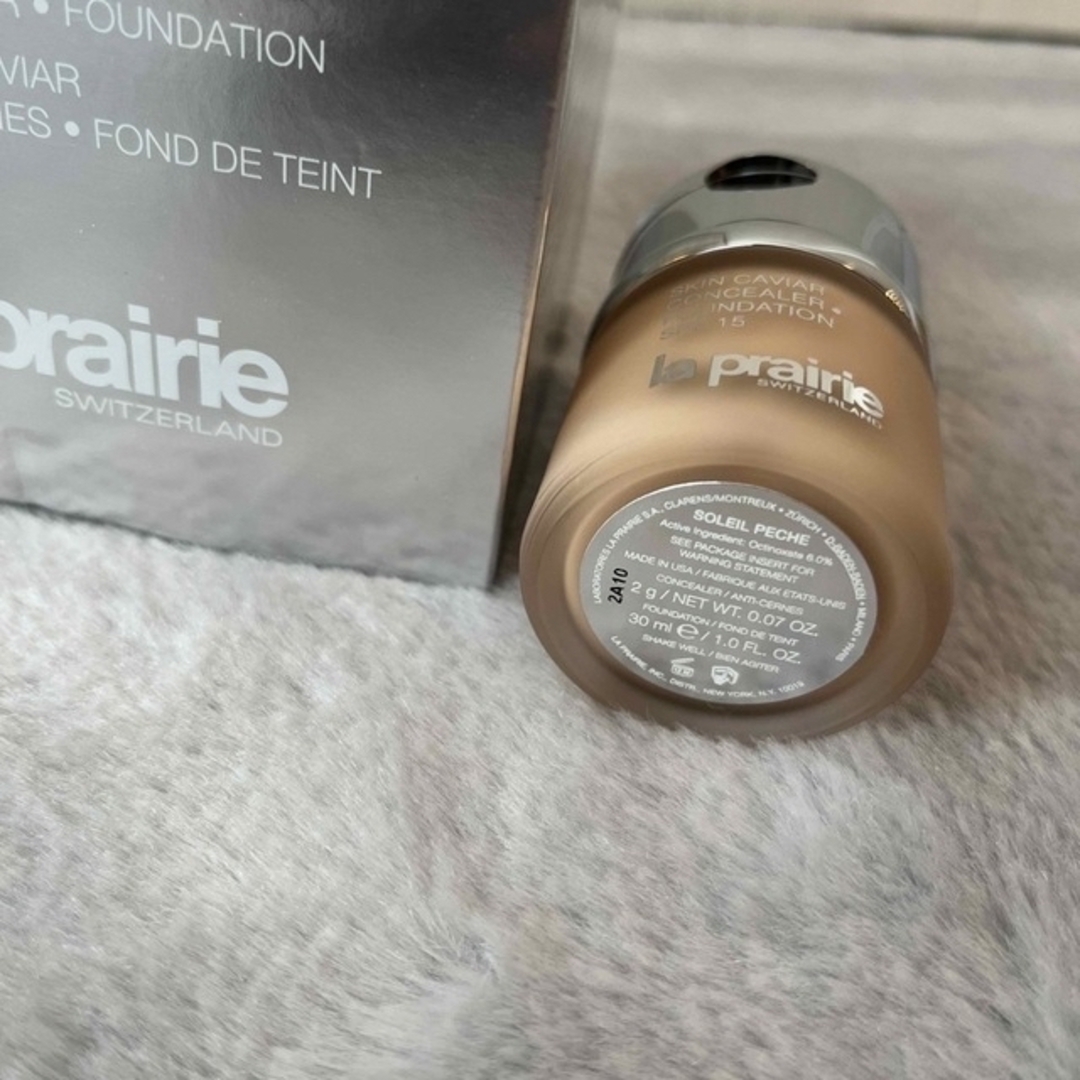 • FOUNDATION
VIAR
ES • FOND DE TEINT
prairie
SWITZERLAND
SKIN CAVIAR
CONCEALER •
FOUNDATION
15
la prairie
SWITZERLAND
LABORATOIRES LA PRAIRIE S.A., CLARENS/MONTREUX • ZÜRICH • D-BADEN-BADEN • MILANO • PARIS
SOLEIL PECHE
Active Ingredient: Octinoxate 6.0%
SEE PACKAGE INSERT FOR
WARNING STATEMENT
MADE IN USA / FABRIQUE AUX ETATS-UNIS
CONCEALER / ANTI-CERNES
2 g / NET WT. 0.07 OZ.
FOUNDATION / FOND DE TEINT
30 ml e / 1.0 FL. OZ.
SHAKE WELL / BIEN AGITER
LA PRAIRIE, INC., DISTR., NEW YORK, N.Y. 10019
2A10